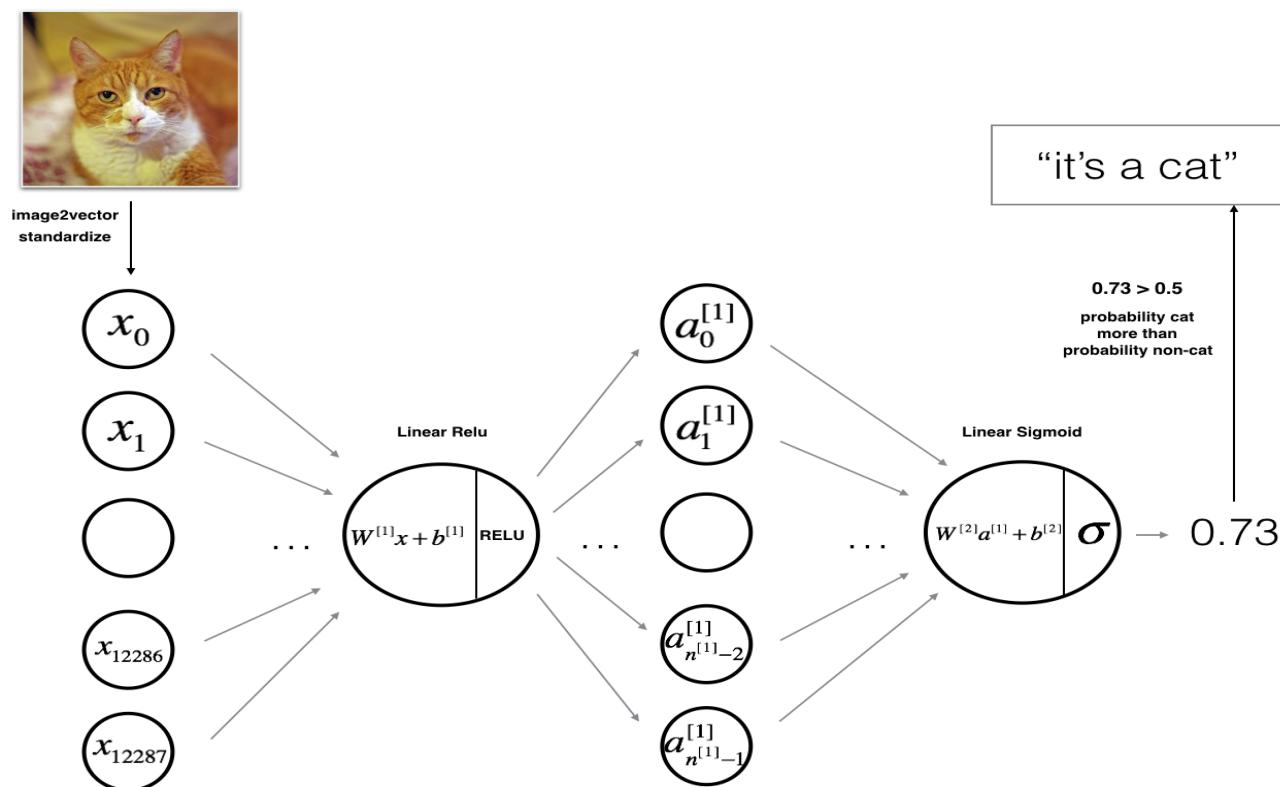 “it’s a cat”
image2vector
standardize
0.73 > 0.5
probability cat
more than
probability non-cat
x₀
a₀^[1]
x₁
a₁^[1]
Linear Relu
Linear Sigmoid
W^[1]x + b^[1]
RELU
W^[2]a^[1] + b^[2]
σ
0.73
. . .
. . .
. . .
x₁₂₂₈₆
a^[1]_{n^[1]−2}
x₁₂₂₈₇
a^[1]_{n^[1]−1}